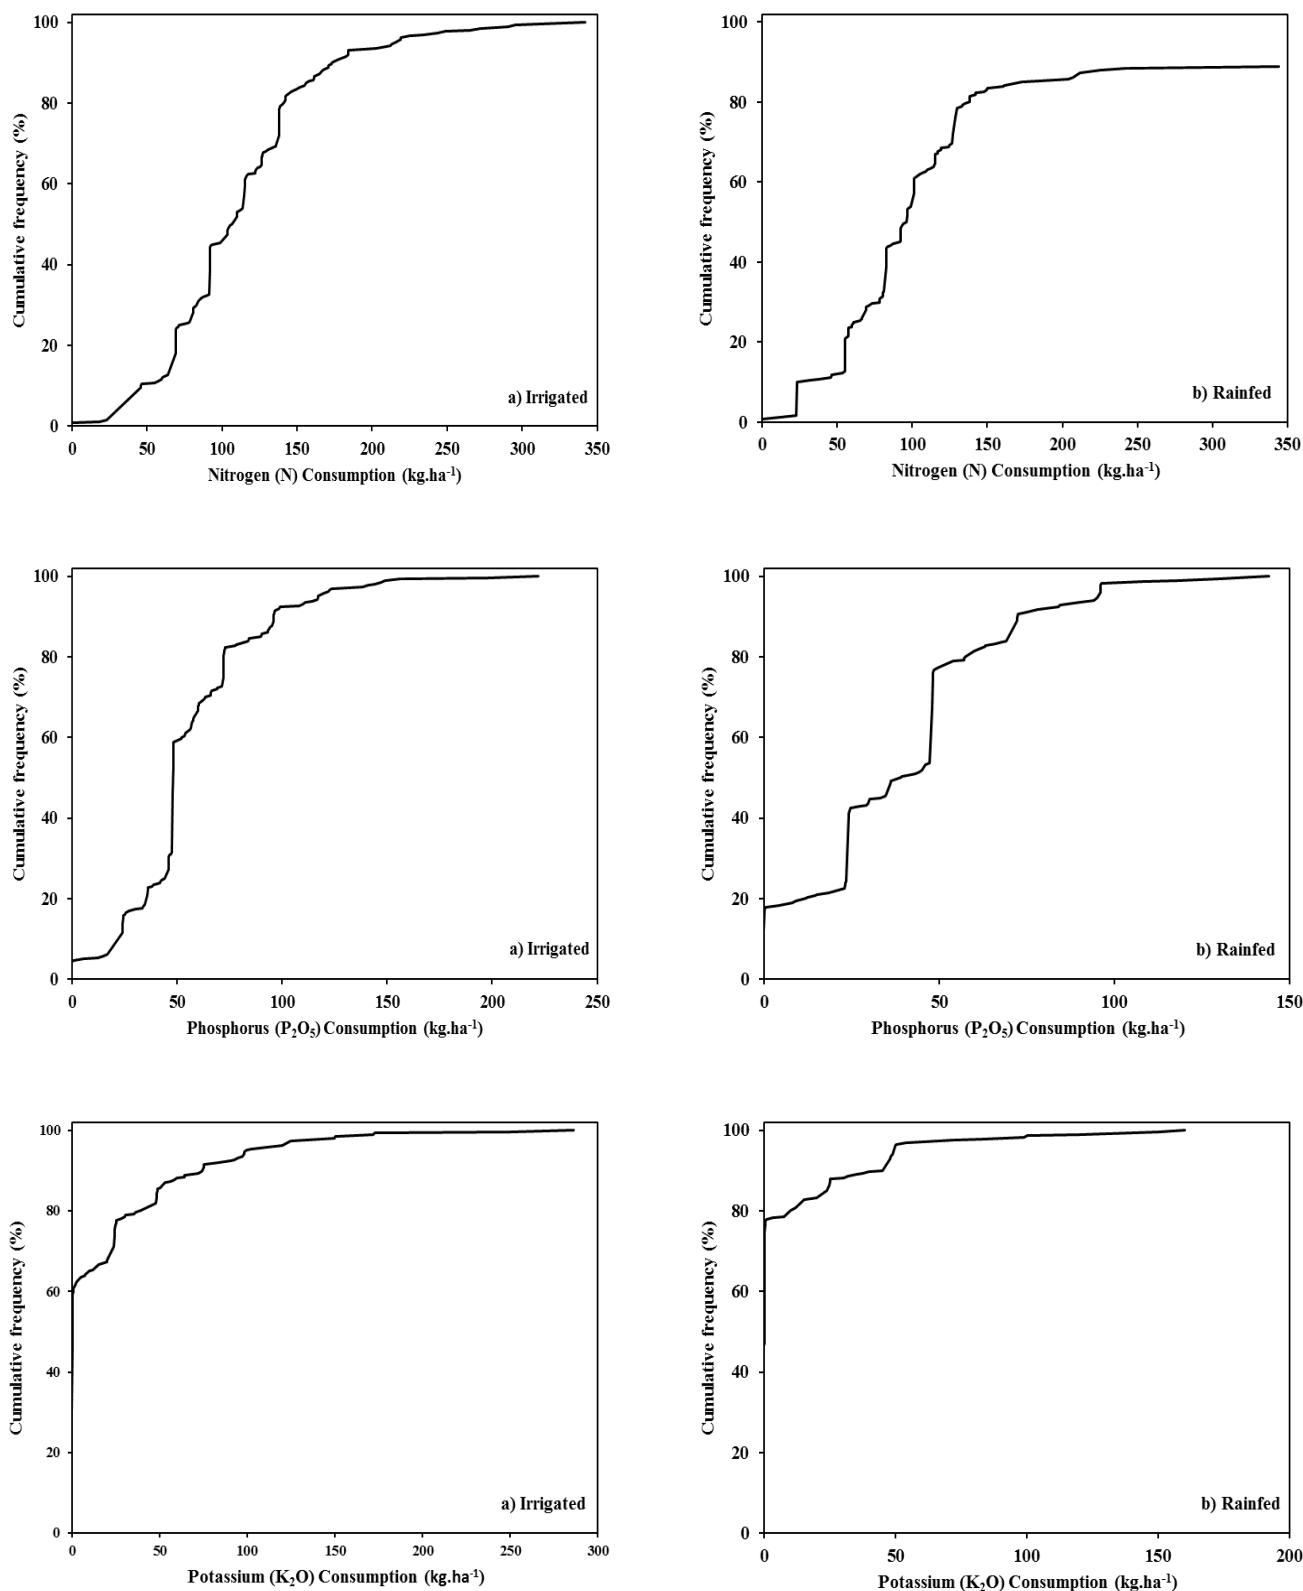 Cumulative frequency (%)
100
80
60
40
20
0
a) Irrigated
0 50 100 150 200 250 300 350
Nitrogen (N) Consumption (kg.ha⁻¹)
Cumulative frequency (%)
100
80
60
40
20
0
b) Rainfed
0 50 100 150 200 250 300 350
Nitrogen (N) Consumption (kg.ha⁻¹)
Cumulative frequency (%)
100
80
60
40
20
0
a) Irrigated
0 50 100 150 200 250
Phosphorus (P₂O₅) Consumption (kg.ha⁻¹)
Cumulative frequency (%)
100
80
60
40
20
0
b) Rainfed
0 50 100 150
Phosphorus (P₂O₅) Consumption (kg.ha⁻¹)
Cumulative frequency (%)
100
80
60
40
20
0
a) Irrigated
0 50 100 150 200 250 300
Potassium (K₂O) Consumption (kg.ha⁻¹)
Cumulative frequency (%)
100
80
60
40
20
0
b) Rainfed
0 50 100 150 200
Potassium (K₂O) Consumption (kg.ha⁻¹)